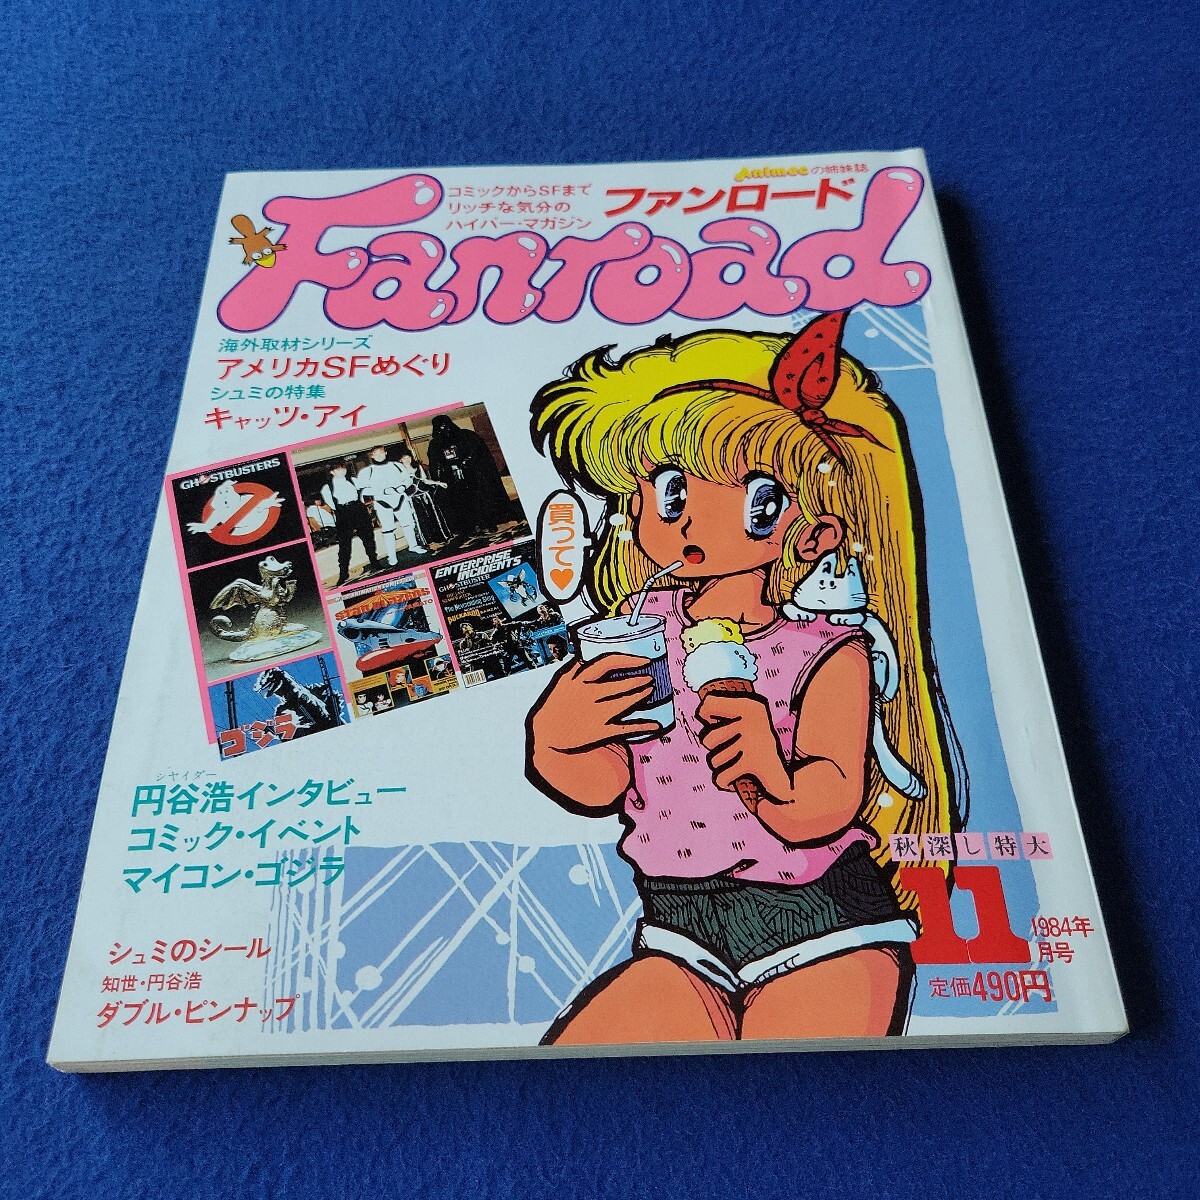 Animecの姉妹誌
コミックからSFまで
リッチな気分の
ハイパー・マガジン
ファンロード
Fanroad
海外取材シリーズ
アメリカSFめぐり
シュミの特集
キャッツ・アイ
GHOSTBUSTERS
ENTERPRISE
INCIDENTS
GHOSTBUSTER
YAMATO
ゴジラ
買って♥
シャイダー
円谷浩インタビュー
コミック・イベント
マイコン・ゴジラ
シュミのシール
知世・円谷浩
ダブル・ピンナップ
秋深し特大
11
1984年
月号
定価490円